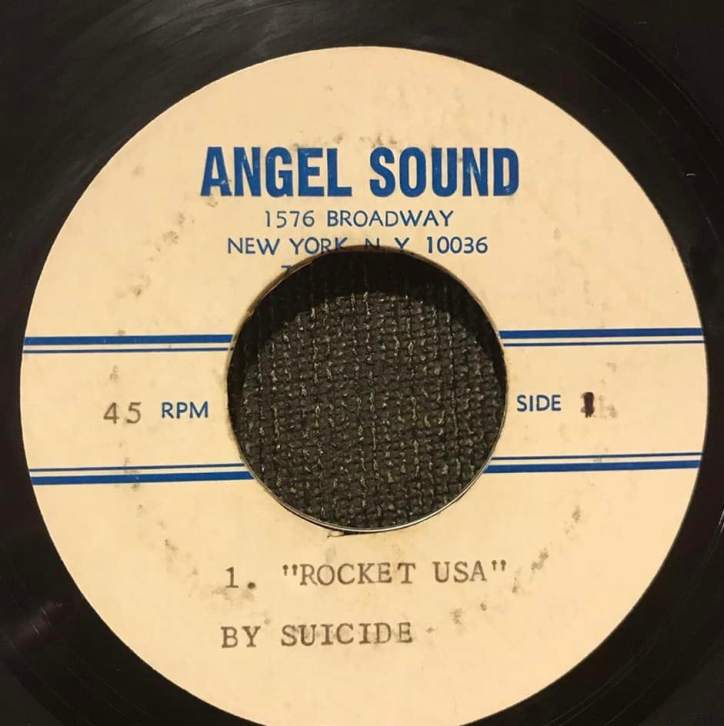 ANGEL SOUND
1576 BROADWAY
NEW YORK, N. Y. 10036
45 RPM
SIDE 1
1. "ROCKET USA"
BY SUICIDE